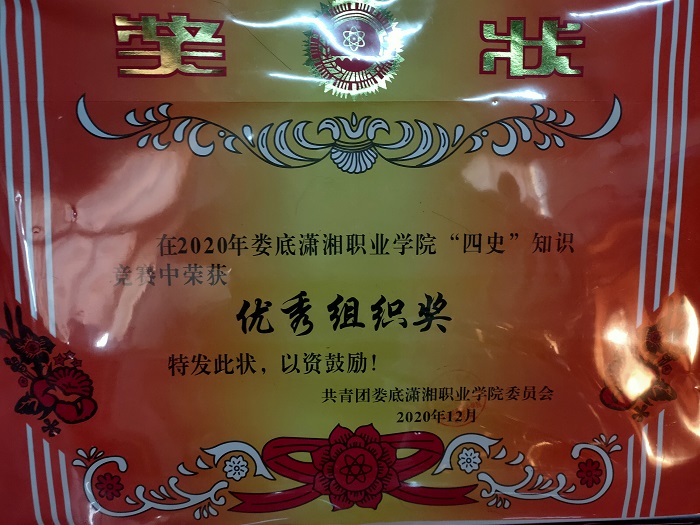 奖状
在2020年娄底潇湘职业学院“四史”知识
竞赛中荣获
优秀组织奖
特发此状，以资鼓励！
共青团娄底潇湘职业学院委员会
2020年12月